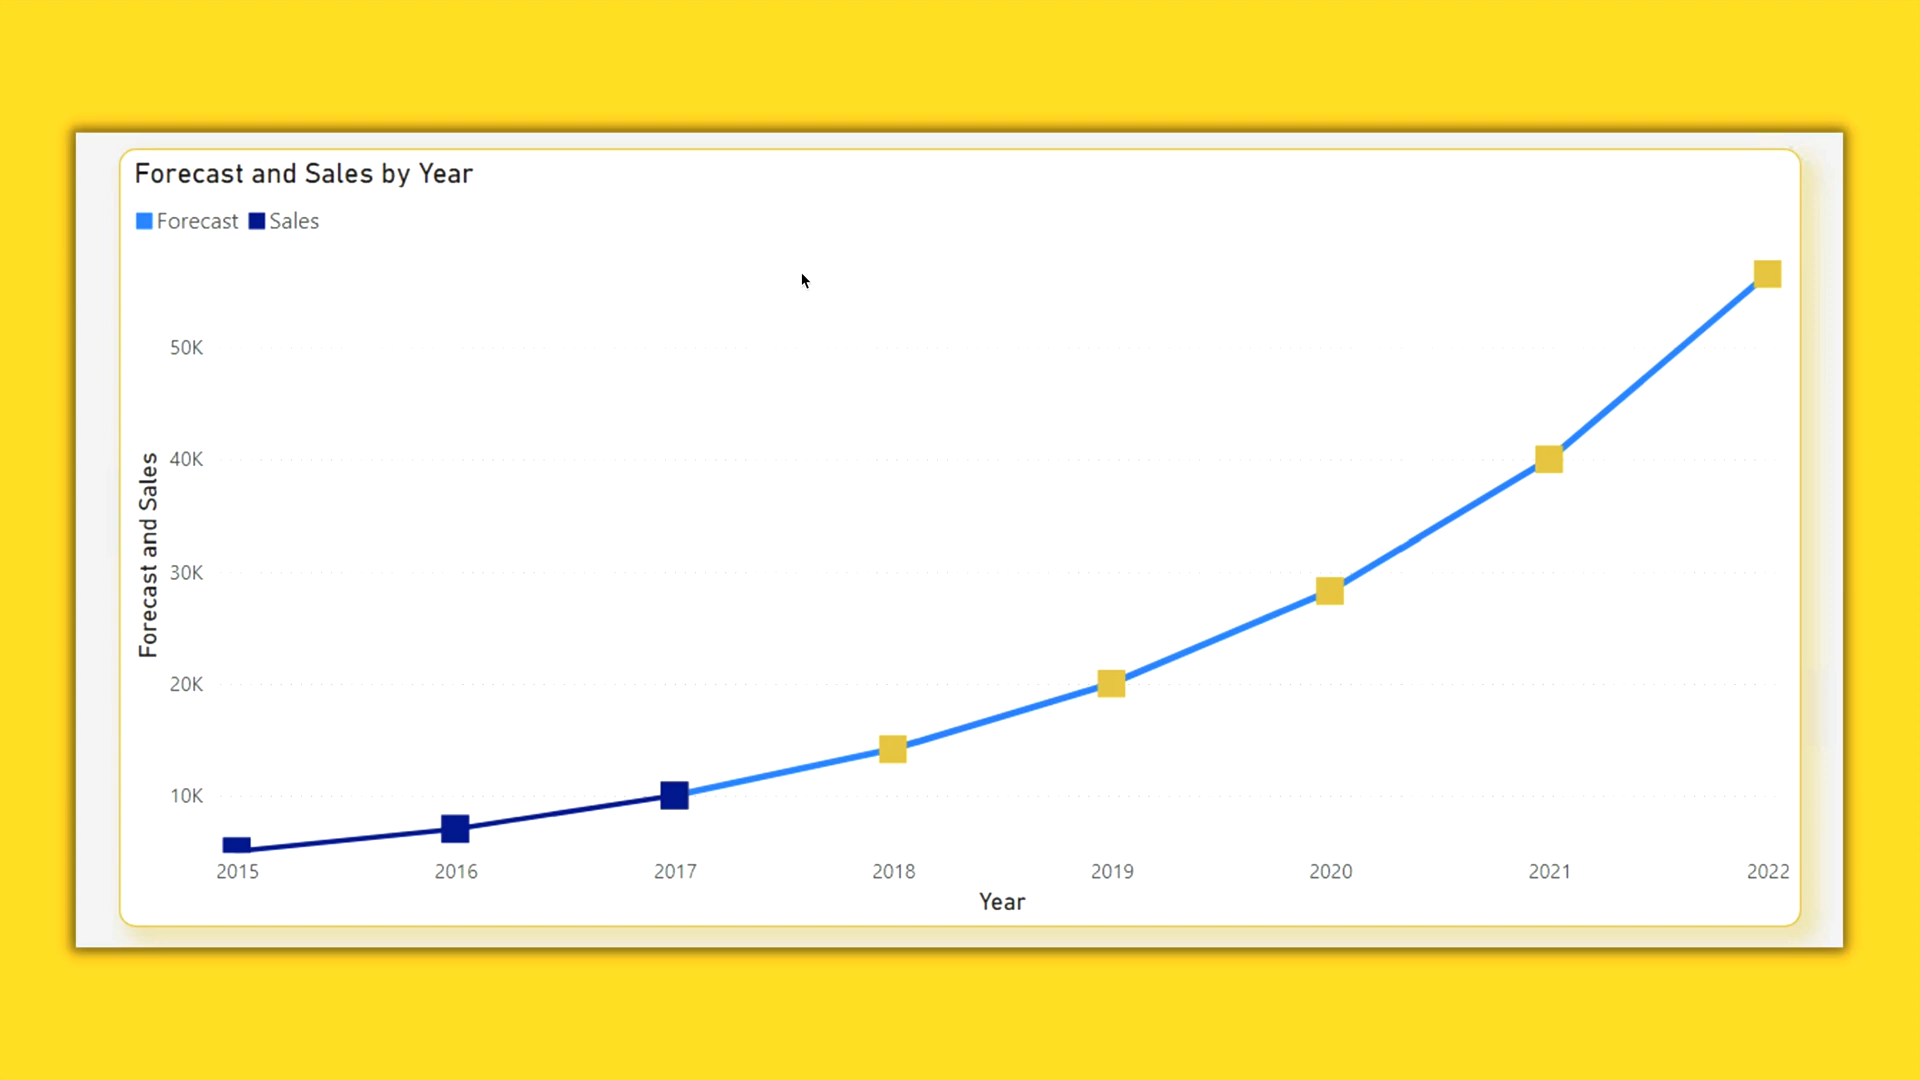 Forecast and Sales by Year
Forecast Sales
50K
40K
30K
20K
10K
Forecast and Sales
2015 2016 2017 2018 2019 2020 2021 2022
Year